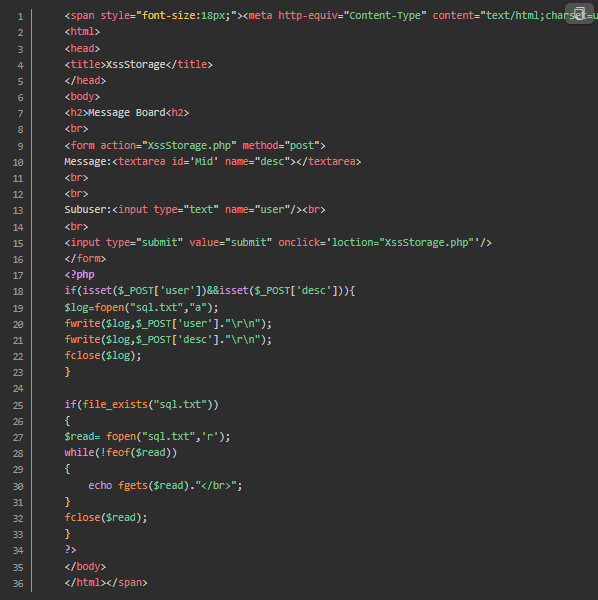 1 <span style="font-size:18px;"><meta http-equiv="Content-Type" content="text/html;charset=u
2 <html>
3 <head>
4 <title>XssStorage</title>
5 </head>
6 <body>
7 <h2>Message Board<h2>
8 <br>
9 <form action="XssStorage.php" method="post">
10 Message:<textarea id='Mid' name="desc"></textarea>
11 <br>
12 <br>
13 Subuser:<input type="text" name="user"/><br>
14 <br>
15 <input type="submit" value="submit" onclick='loction="XssStorage.php"'/>
16 </form>
17 <?php
18 if(isset($_POST['user'])&&isset($_POST['desc'])){
19 $log=fopen("sql.txt","a");
20 fwrite($log,$_POST['user']."\r\n");
21 fwrite($log,$_POST['desc']."\r\n");
22 fclose($log);
23 }
24
25 if(file_exists("sql.txt"))
26 {
27 $read= fopen("sql.txt",'r');
28 while(!feof($read))
29 {
30     echo fgets($read)."</br>";
31 }
32 fclose($read);
33 }
34 ?>
35 </body>
36 </html></span>